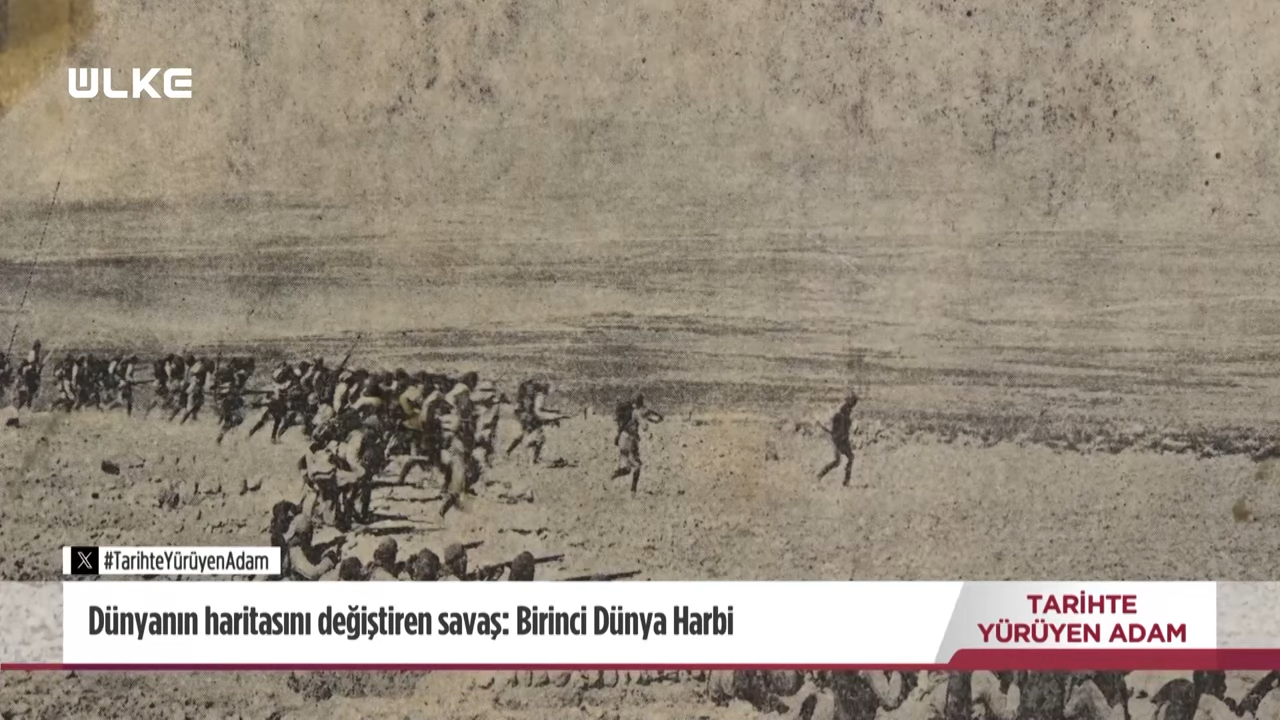 ÜLKE
#TarihteYürüyenAdam
Dünyanın haritasını değiştiren savaş: Birinci Dünya Harbi
TARİHTE
YÜRÜYEN ADAM